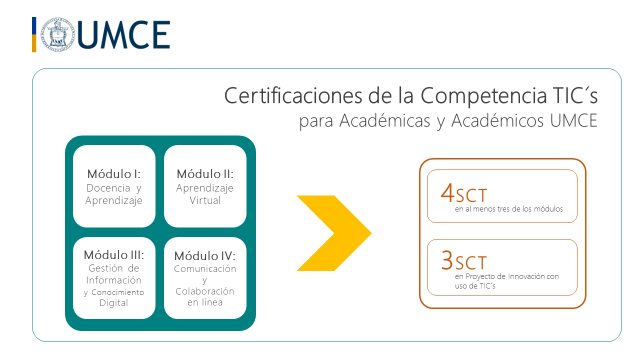 UMCE
Certificaciones de la Competencia TIC´s
para Académicas y Académicos UMCE
Módulo I:
Docencia y
Aprendizaje
Módulo II:
Aprendizaje
Virtual
Módulo III:
Gestión de
Información
y Conocimiento
Digital
Módulo IV:
Comunicación
y
Colaboración
en línea
4SCT
en al menos tres de los módulos
3SCT
en Proyecto de Innovación con
uso de TIC's